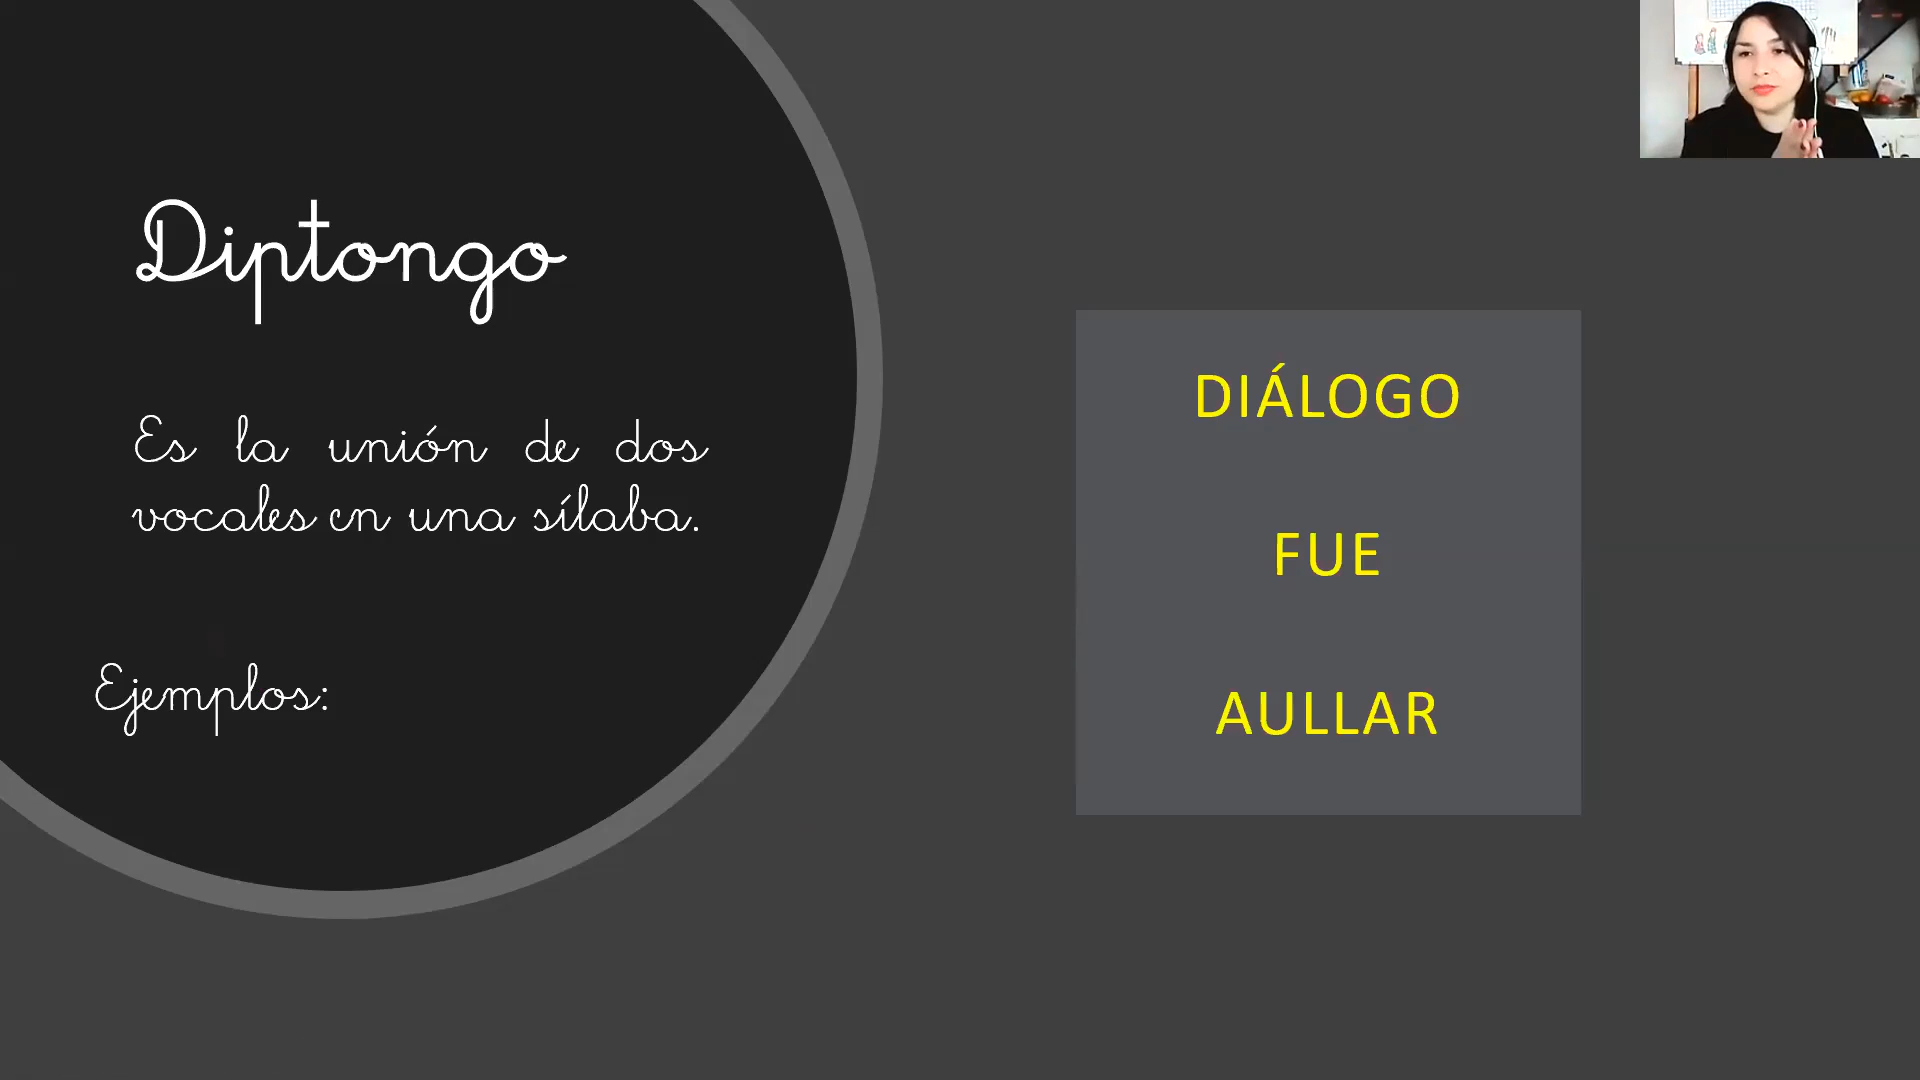 Diptongo
Es la unión de dos
vocales en una sílaba.
Ejemplos:
DIÁLOGO
FUE
AULLAR